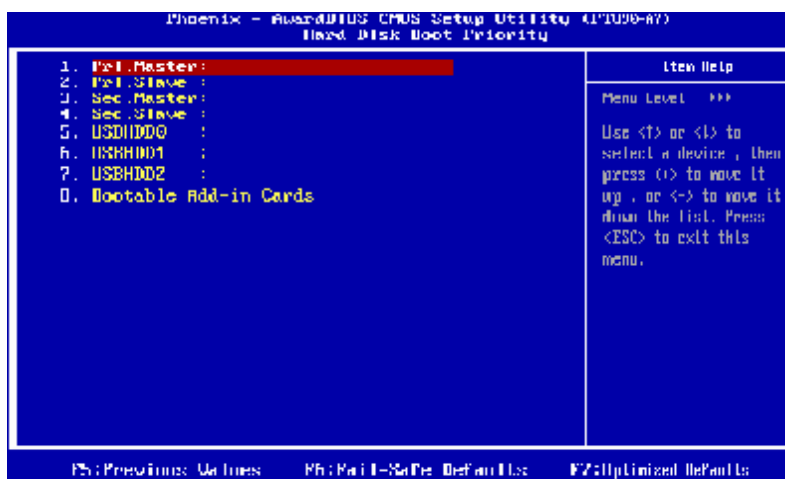 Phoenix - AwardBIOS CMOS Setup Utility
Hard Disk Boot Priority
1. Pri.Master:
2. Pri.Slave :
3. Sec.Master:
4. Sec.Slave :
5. USBHDD0 :
6. USBHDD1 :
7. USBHDD2 :
8. Bootable Add-in Cards
Item Help
Menu Level >>>
Use <↑> or <↓> to
select a device , then
press <+> to move it
up , or <-> to move it
down the list. Press
<ESC> to exit this
menu.
F5:Previous Values F6:Fail-Safe Defaults F7:Optimized Defaults